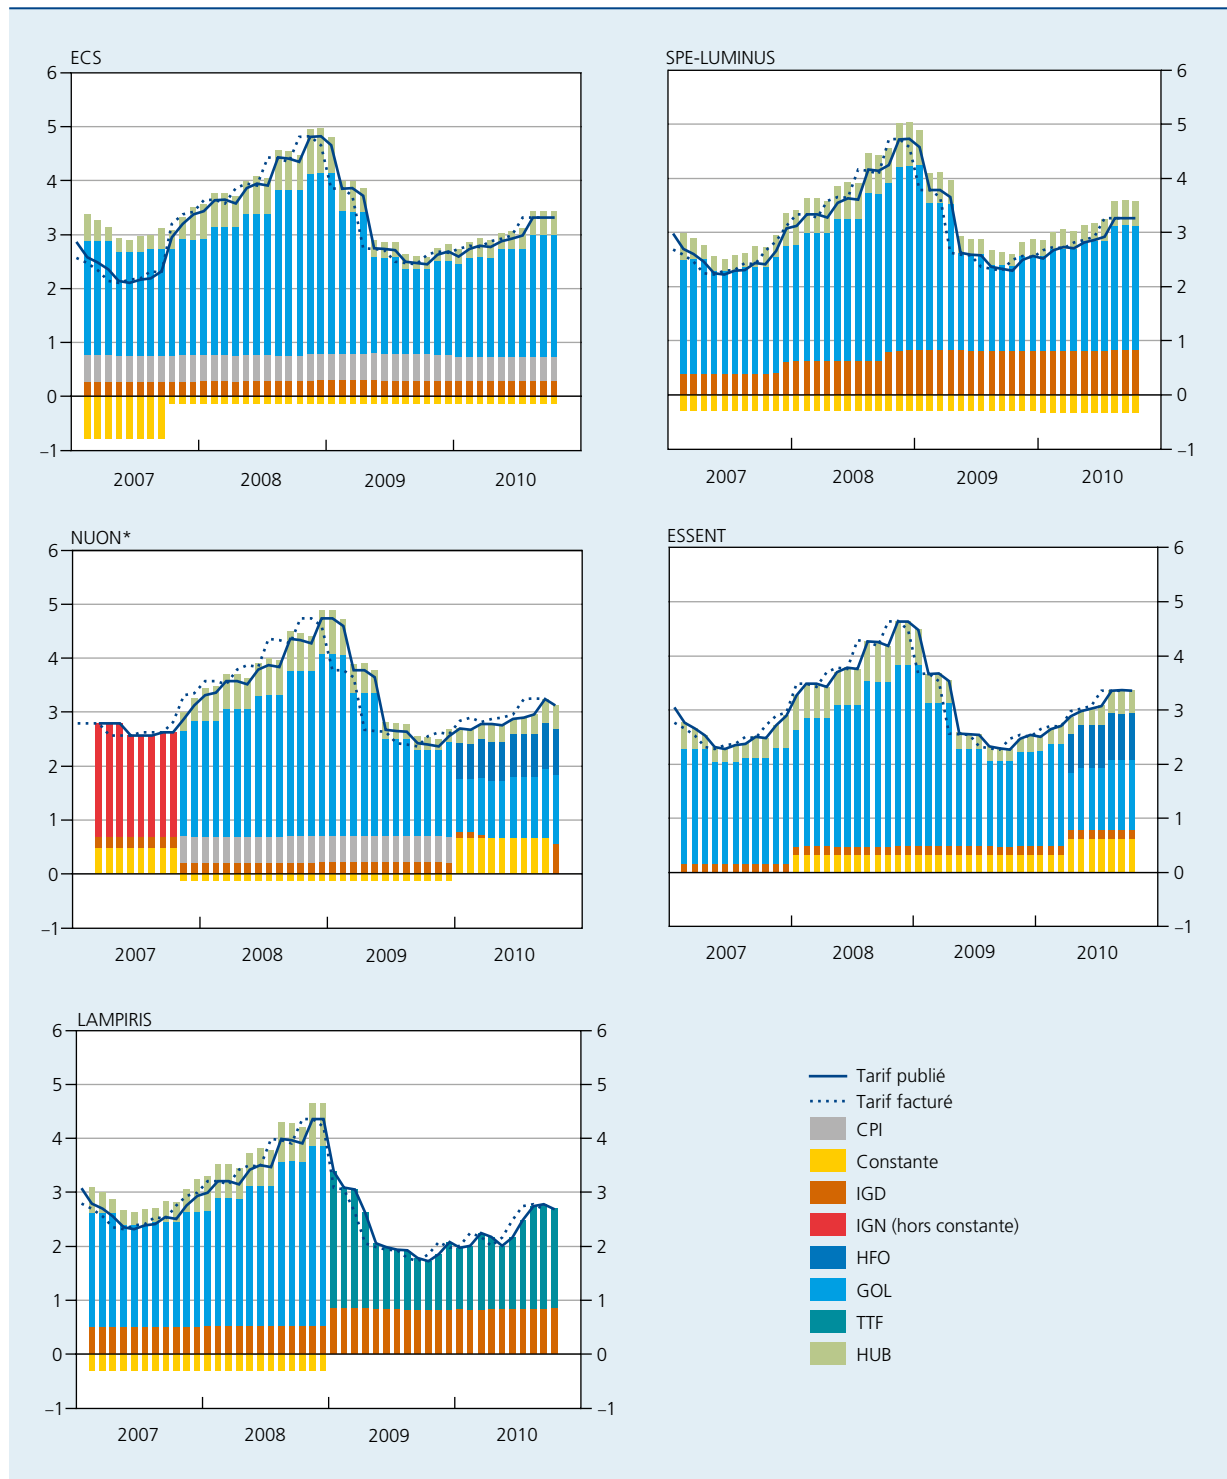 ECS
6
5
4
3
2
1
0
–1
2007 2008 2009 2010
SPE-LUMINUS
6
5
4
3
2
1
0
–1
2007 2008 2009 2010
NUON*
6
5
4
3
2
1
0
–1
2007 2008 2009 2010
ESSENT
6
5
4
3
2
1
0
–1
2007 2008 2009 2010
LAMPIRIS
6 6
5 5
4 4
3 3
2 2
1 1
0 0
–1 –1
2007 2008 2009 2010
Tarif publié
Tarif facturé
CPI
Constante
IGD
IGN (hors constante)
HFO
GOL
TTF
HUB